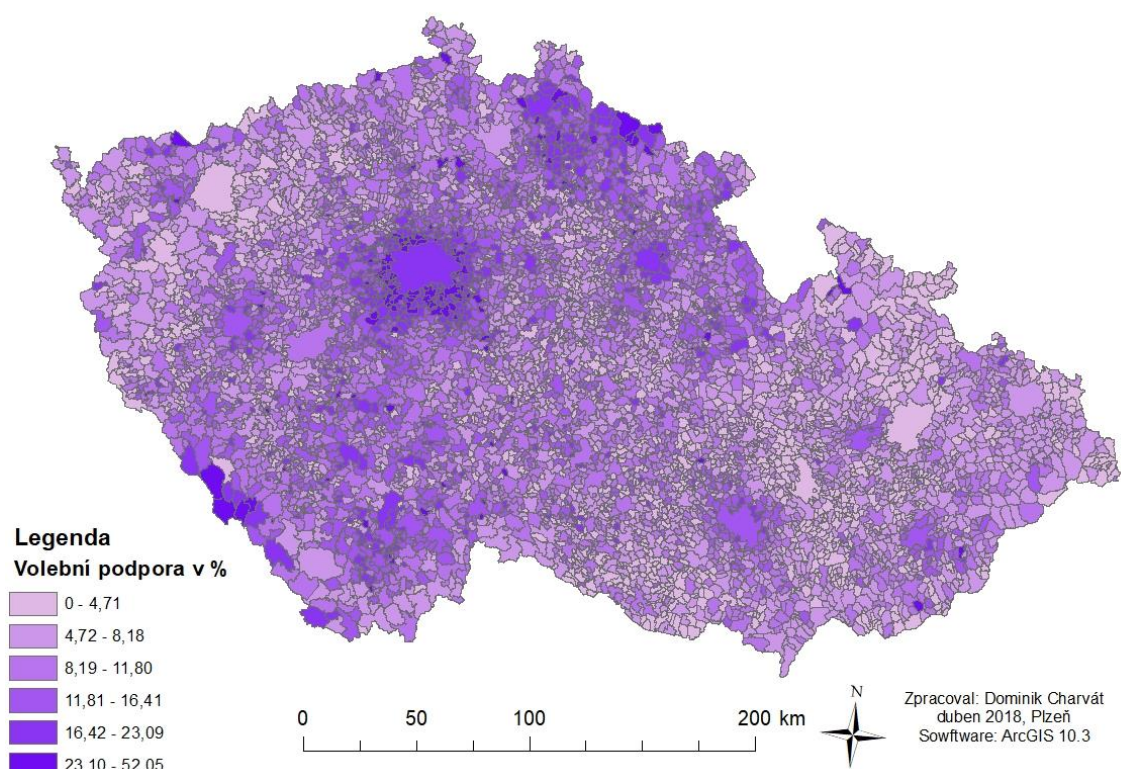 Legenda
Volební podpora v %
0 - 4,71
4,72 - 8,18
8,19 - 11,80
11,81 - 16,41
16,42 - 23,09
23,10 - 52,05
0 50 100 200 km
N
Zpracoval: Dominik Charvát
duben 2018, Plzeň
Sowftware: ArcGIS 10.3